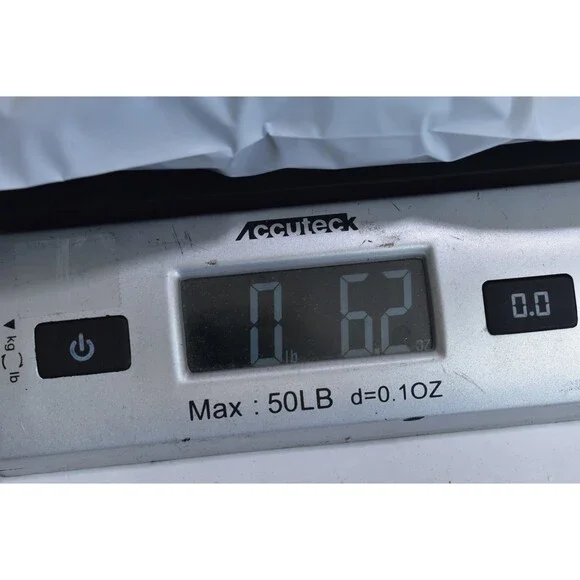 Accuteck
0 lb 6.2 oz
0.0
kg lb
Max : 50LB d=0.1OZ